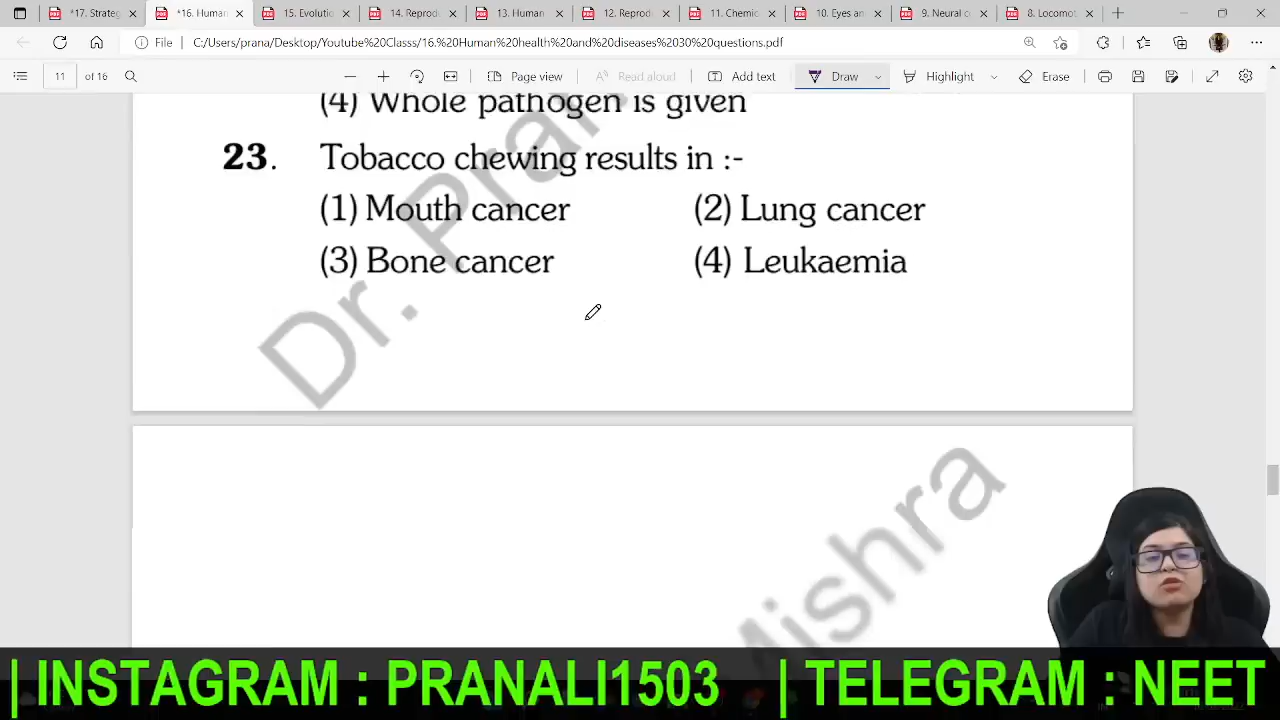 *17. Strateg
*16. Human
15. Evolutio
14. Reprod
13. Human
12. Reprod
11. Chemic
10. Eyes an
9. Neural c
8. Locomot
File
C:/Users/prana/Desktop/Youtube%20Classs/16.%20Human%20health%20and%20diseases%2030%20questions.pdf
11 of 16
Page view
Read aloud
Add text
Draw
Highlight
Erase
(4) Whole pathogen is given
23. Tobacco chewing results in :-
(1) Mouth cancer (2) Lung cancer
(3) Bone cancer (4) Leukaemia
Dr. Pran
Mishra
| INSTAGRAM : PRANALI1503 | TELEGRAM : NEET